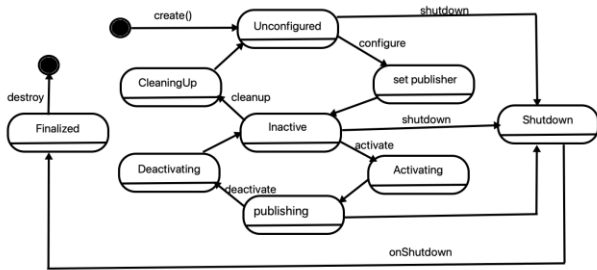 create()
Unconfigured
shutdown
configure
CleaningUp
set publisher
destroy
cleanup
Finalized
Inactive
shutdown
Shutdown
activate
Deactivating
Activating
deactivate
publishing
onShutdown